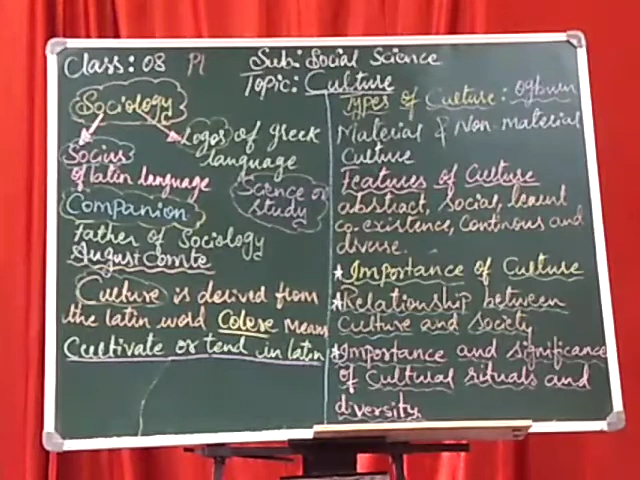 Class: 08 P1
Sub: Social Science
Topic: Culture
Sociology
Logos of greek
language
Socius
of latin language
Science or
study
Companion
Father of Sociology
August Comte
Culture is derived from
the latin word Colere means
Cultivate or tend in latin
Types of Culture: Ogburn
Material & Non material
Culture
Features of Culture
abstract, social, learnt
co-existence, Continous and
diverse.
★ Importance of Culture
★ Relationship between
Culture and society
★ Importance and significance
of Cultural rituals and
diversity.